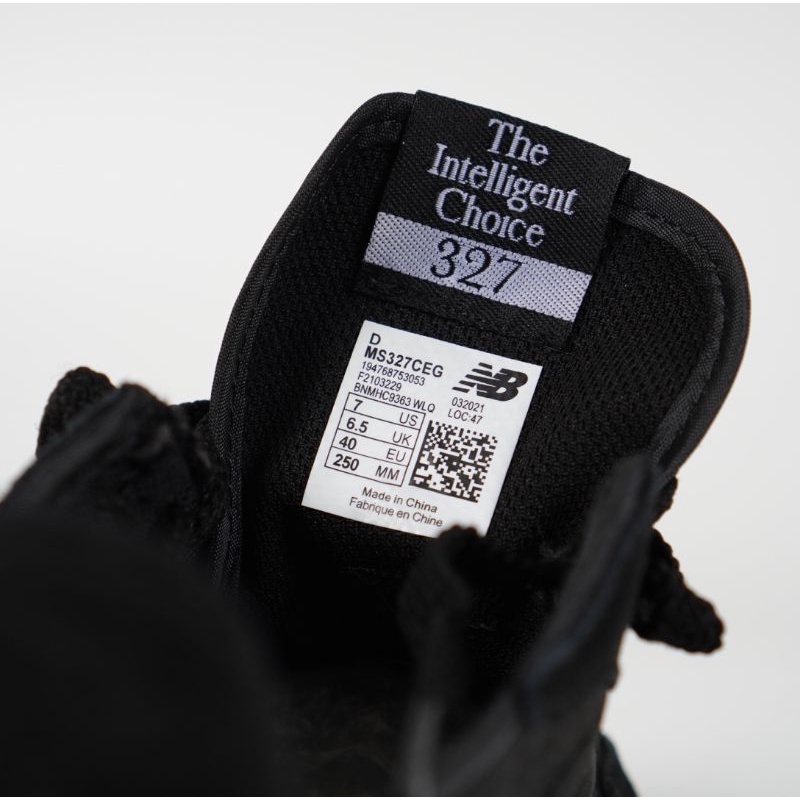 The
Intelligent
Choice
327
D
MS327CEG
194768753053
F2103229
BNMHC9363 WLQ
NB
032021
LOC:47
7 US
6.5 UK
40 EU
250 MM
Made in China
Fabrique en Chine